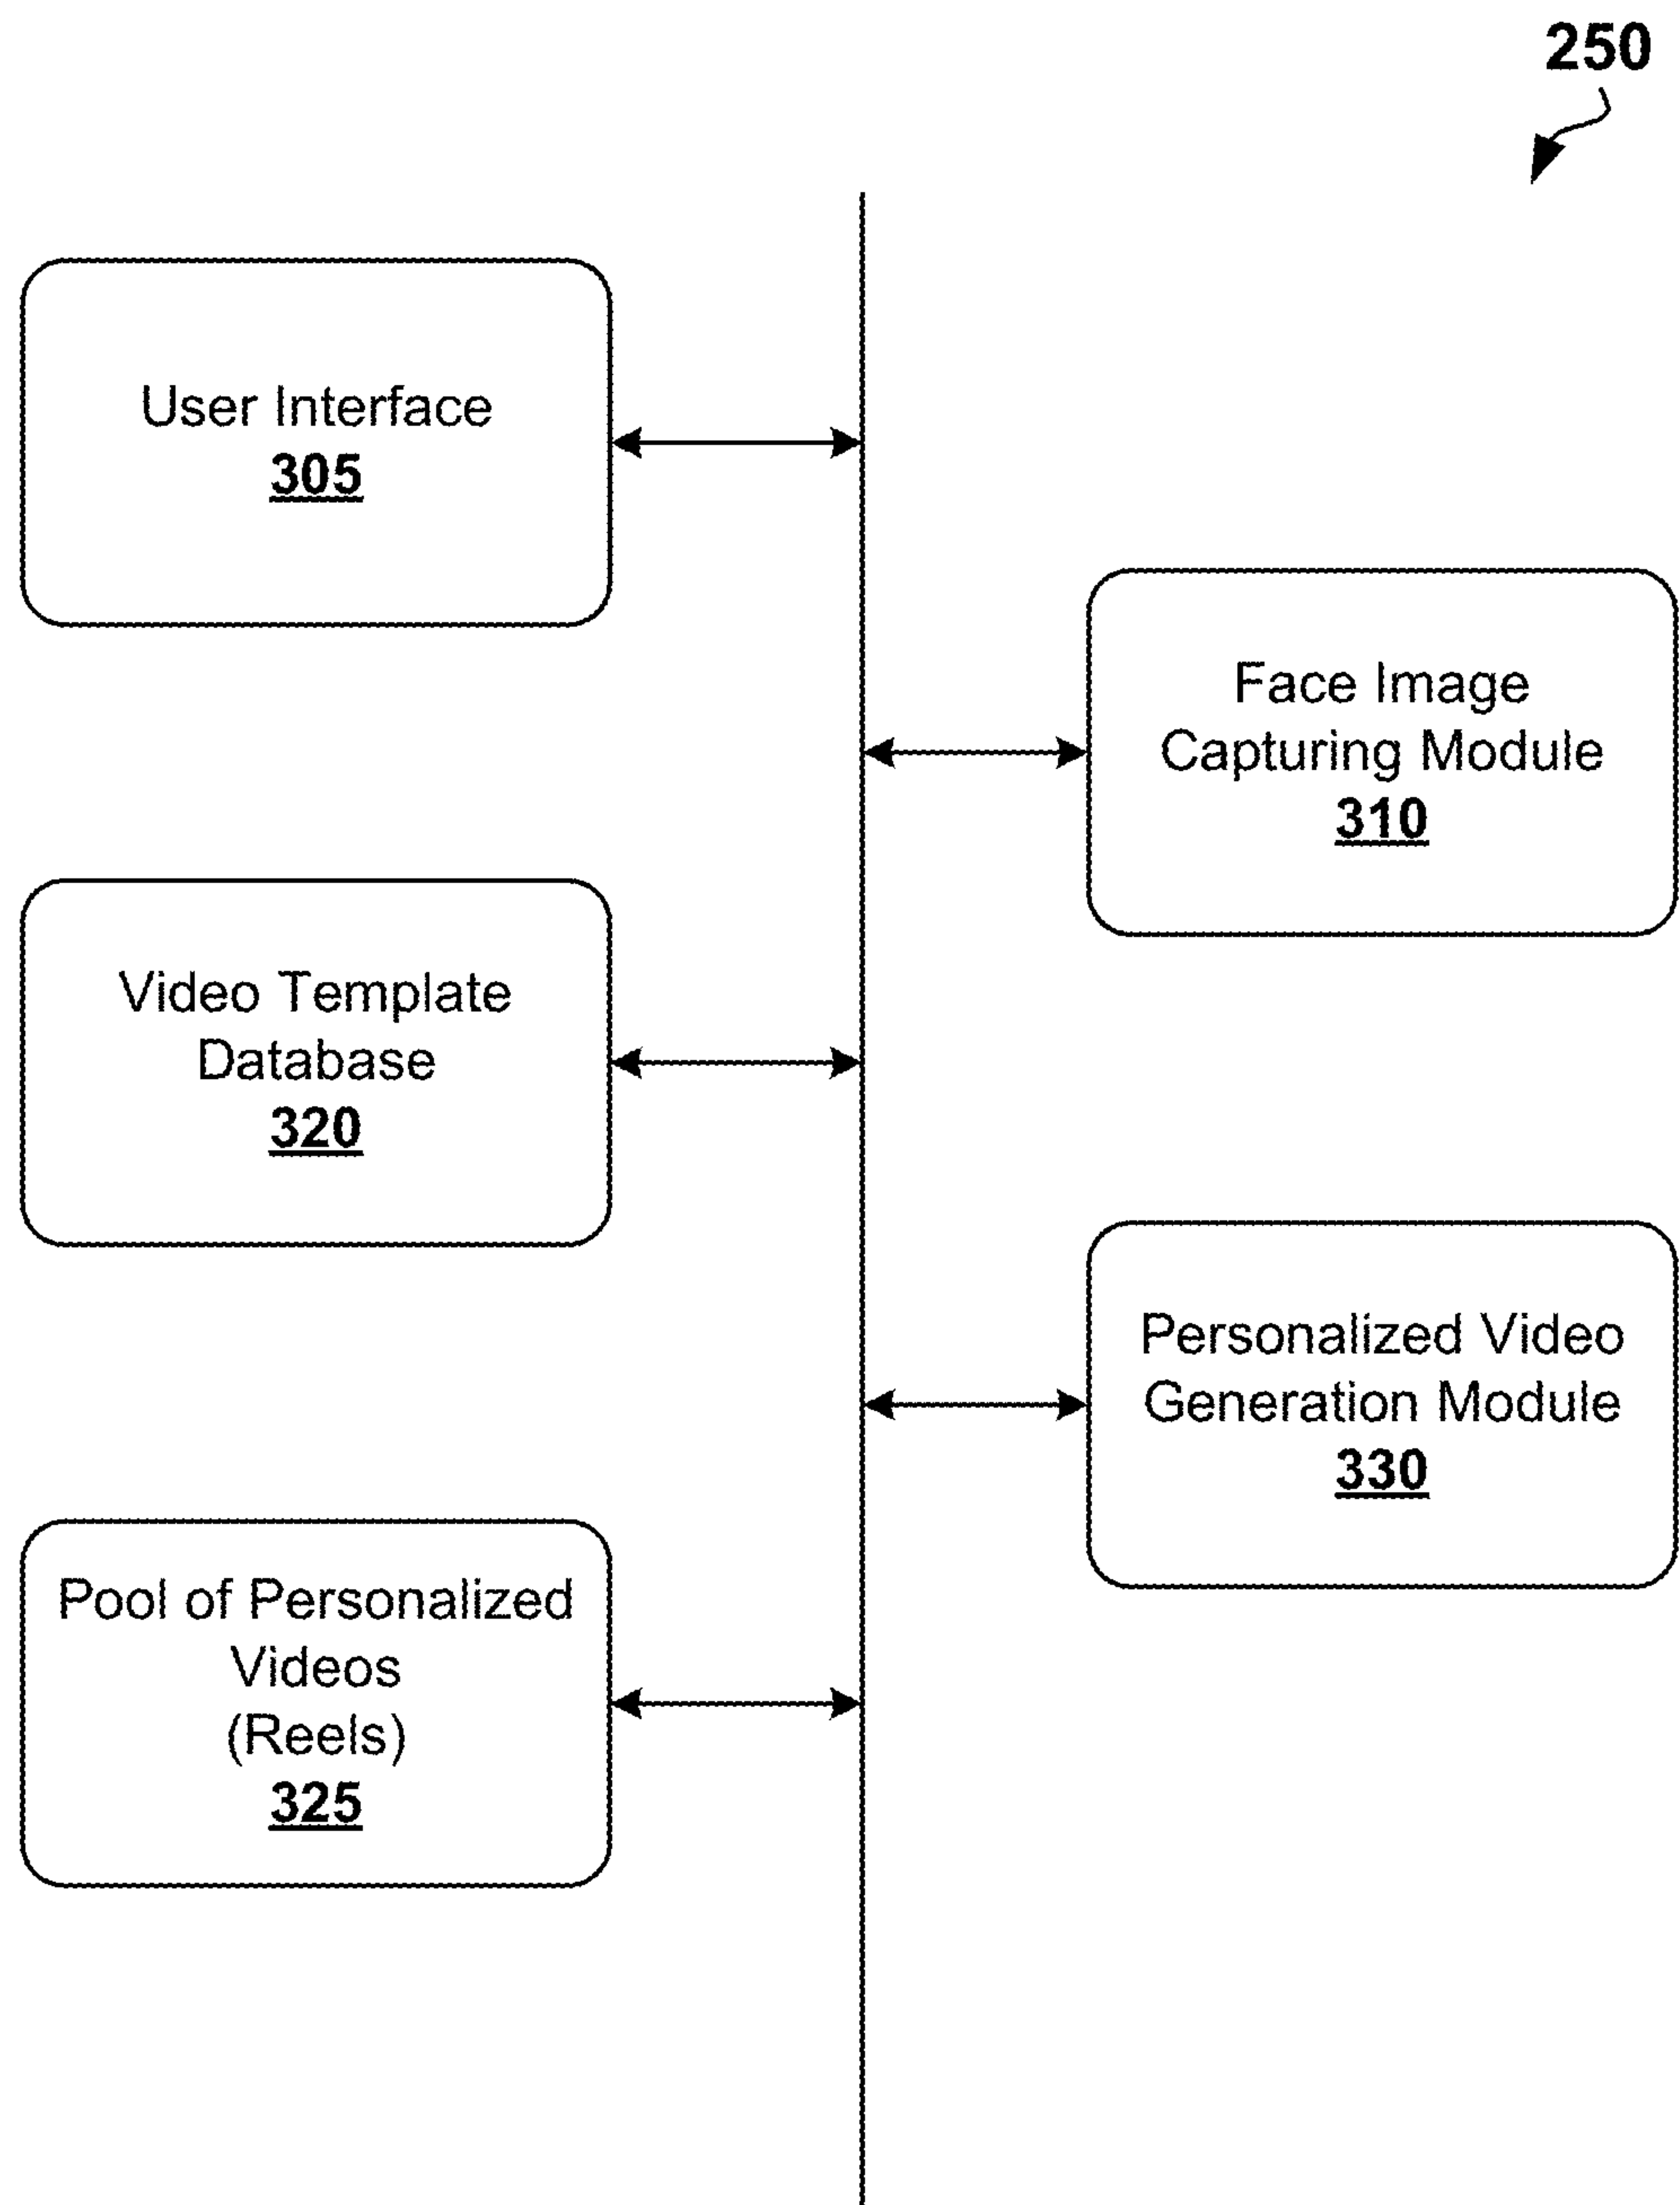 250
User Interface
305
Face Image
Capturing Module
310
Video Template
Database
320
Personalized Video
Generation Module
330
Pool of Personalized
Videos
(Reels)
325